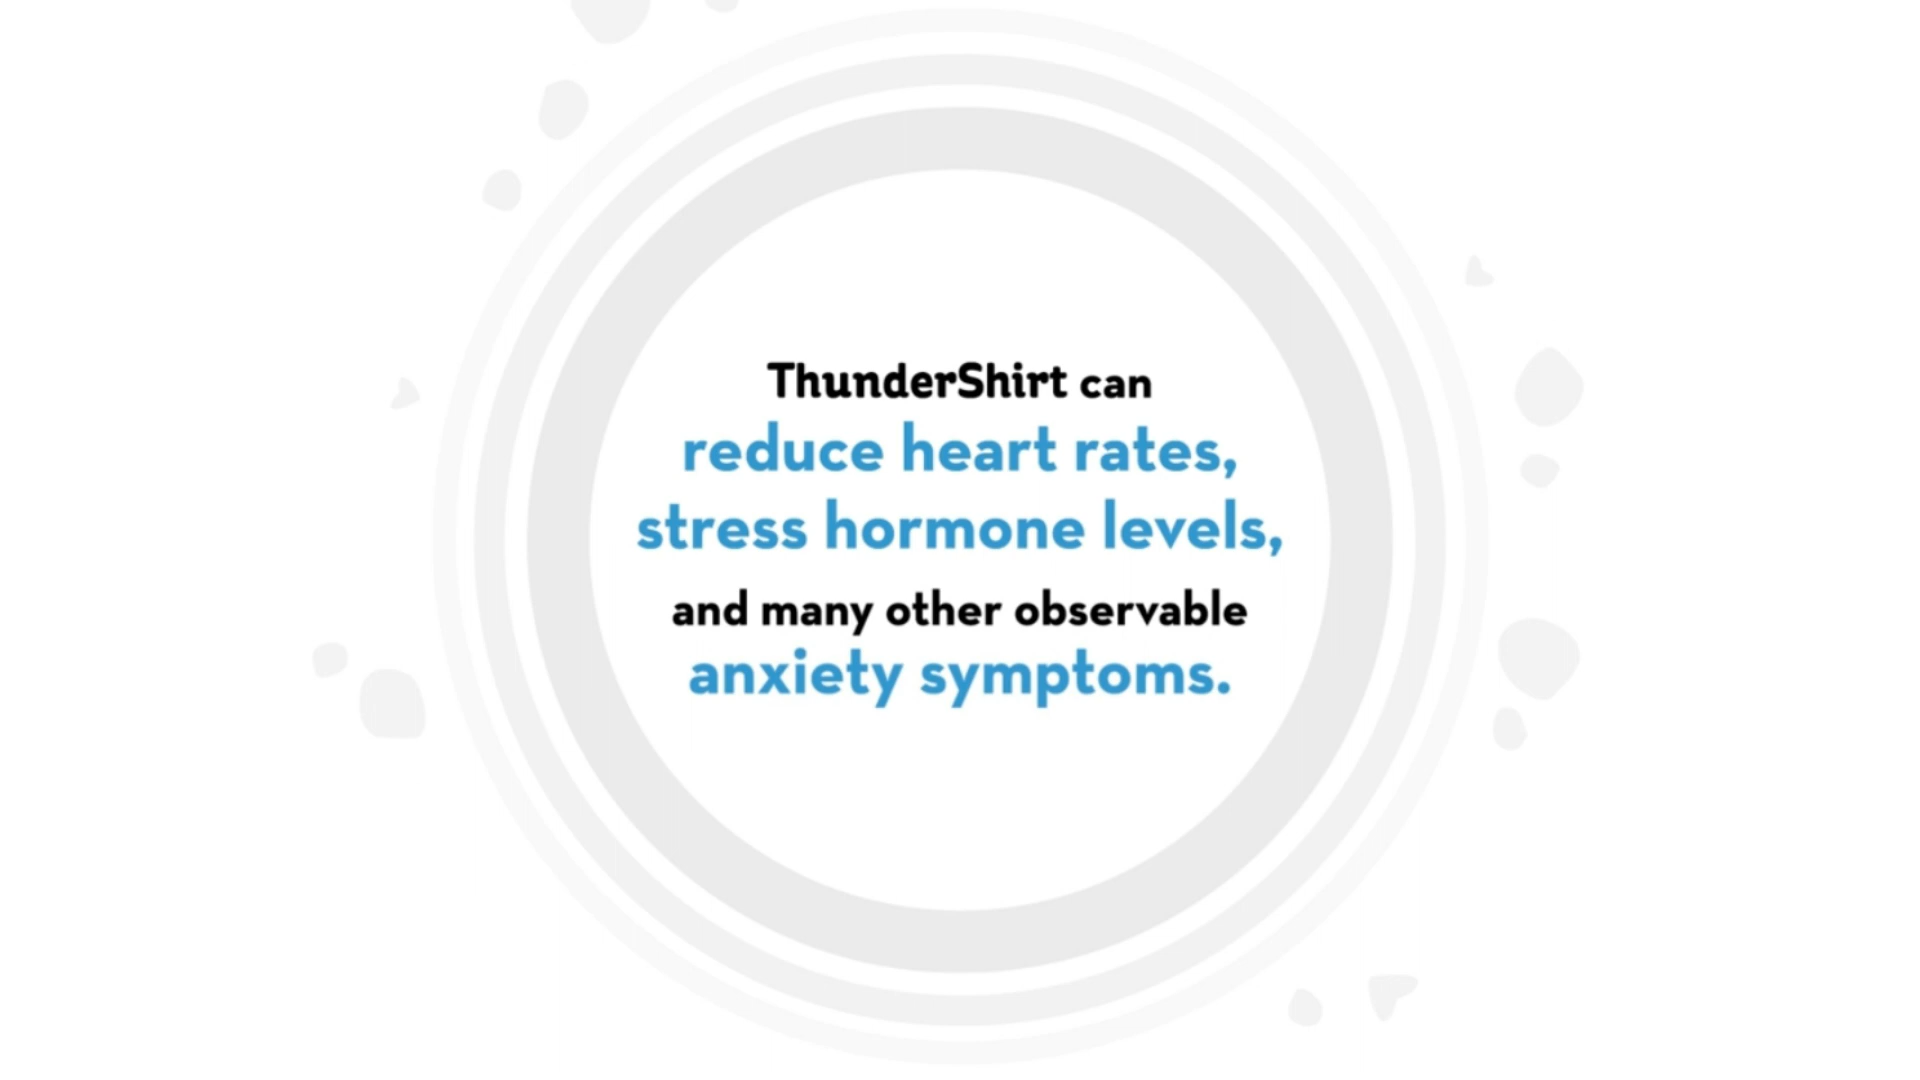 ThunderShirt can
reduce heart rates,
stress hormone levels,
and many other observable
anxiety symptoms.